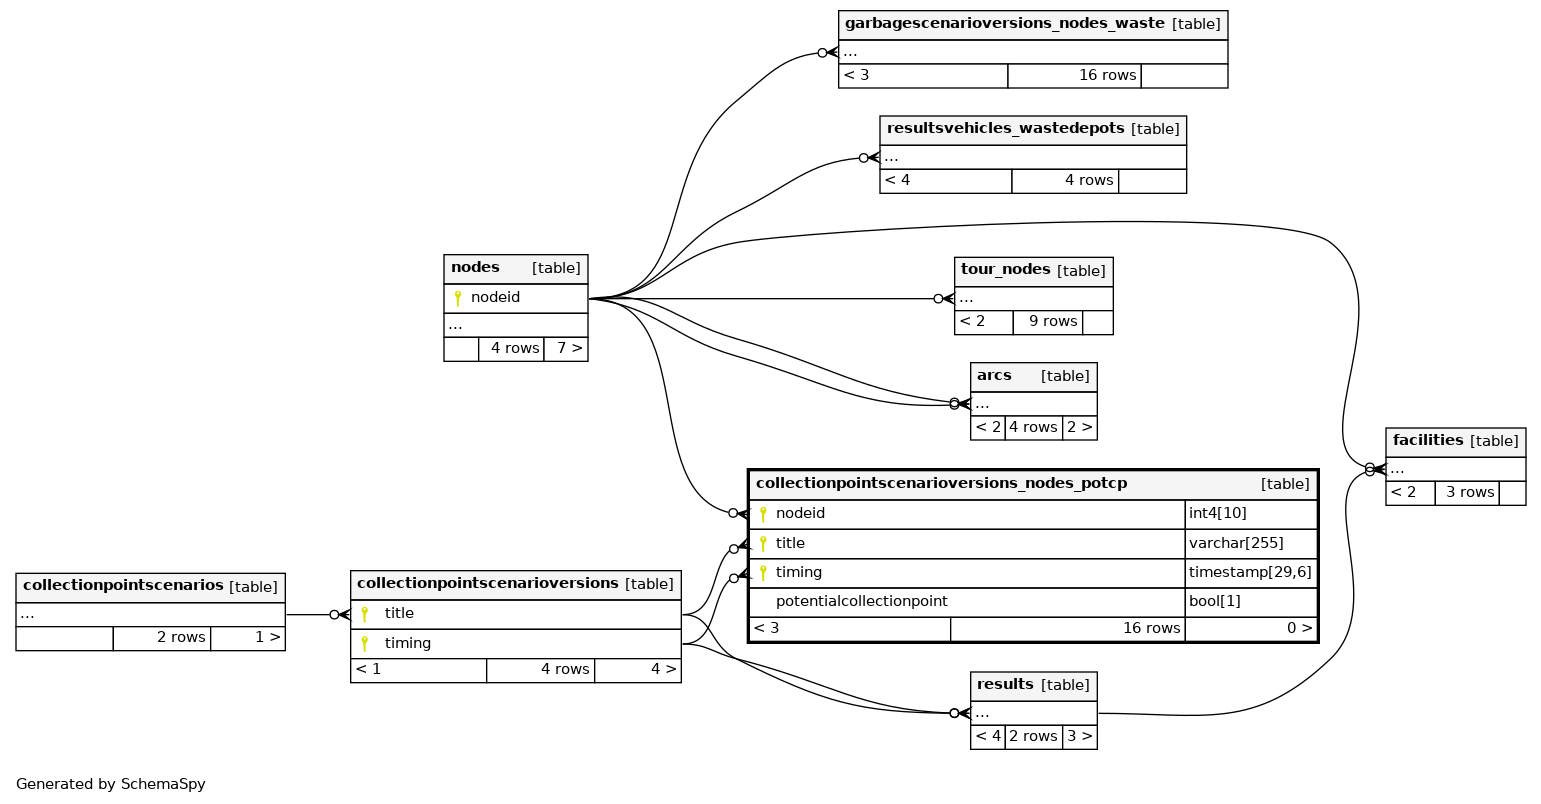 garbagescenarioversions_nodes_waste [table]
...
< 3 16 rows
resultsvehicles_wastedepots [table]
...
< 4 4 rows
nodes [table]
nodeid
...
4 rows 7 >
tour_nodes [table]
...
< 2 9 rows
arcs [table]
...
< 2 4 rows 2 >
facilities [table]
...
< 2 3 rows
collectionpointscenarioversions_nodes_potcp [table]
nodeid int4[10]
title varchar[255]
timing timestamp[29,6]
potentialcollectionpoint bool[1]
< 3 16 rows 0 >
collectionpointscenarios [table]
...
2 rows 1 >
collectionpointscenarioversions [table]
title
timing
< 1 4 rows 4 >
results [table]
...
< 4 2 rows 3 >
Generated by SchemaSpy